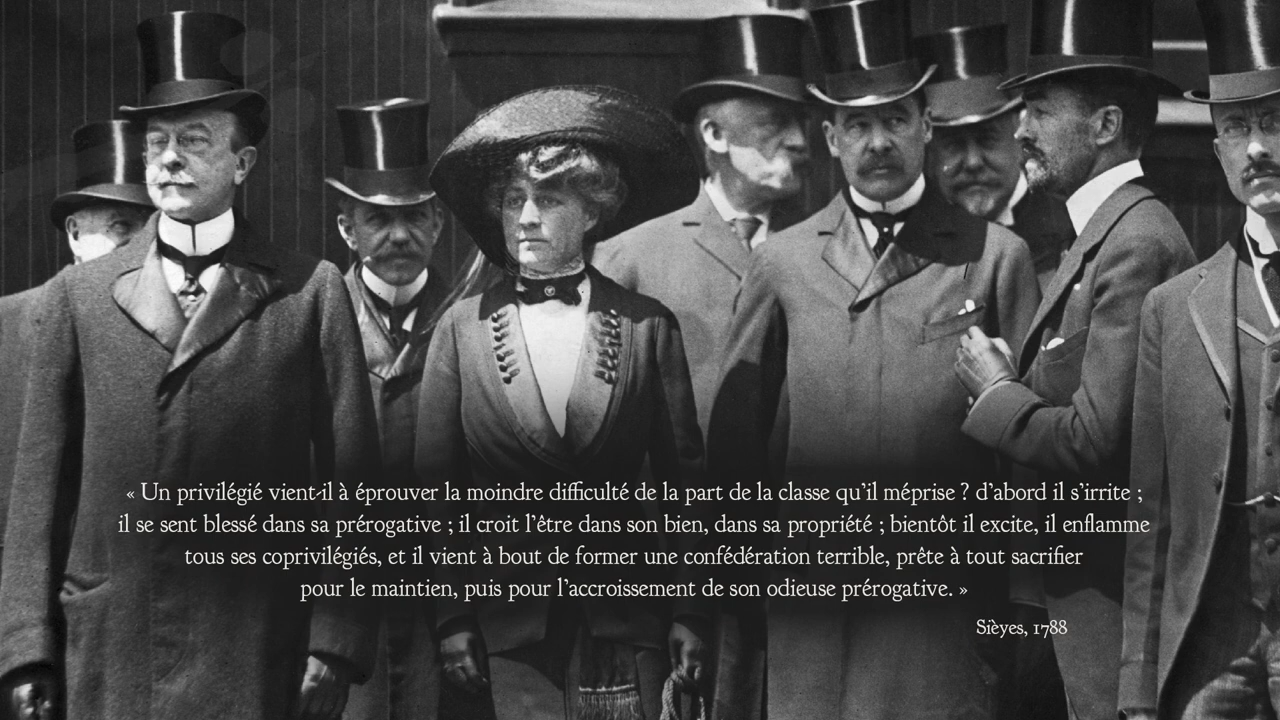 « Un privilégié vient-il à éprouver la moindre difficulté de la part de la classe qu’il méprise ? d’abord il s’irrite ;
il se sent blessé dans sa prérogative ; il croit l’être dans son bien, dans sa propriété ; bientôt il excite, il enflamme
tous ses coprivilégiés, et il vient à bout de former une confédération terrible, prête à tout sacrifier
pour le maintien, puis pour l’accroissement de son odieuse prérogative. »
Sièyes, 1788